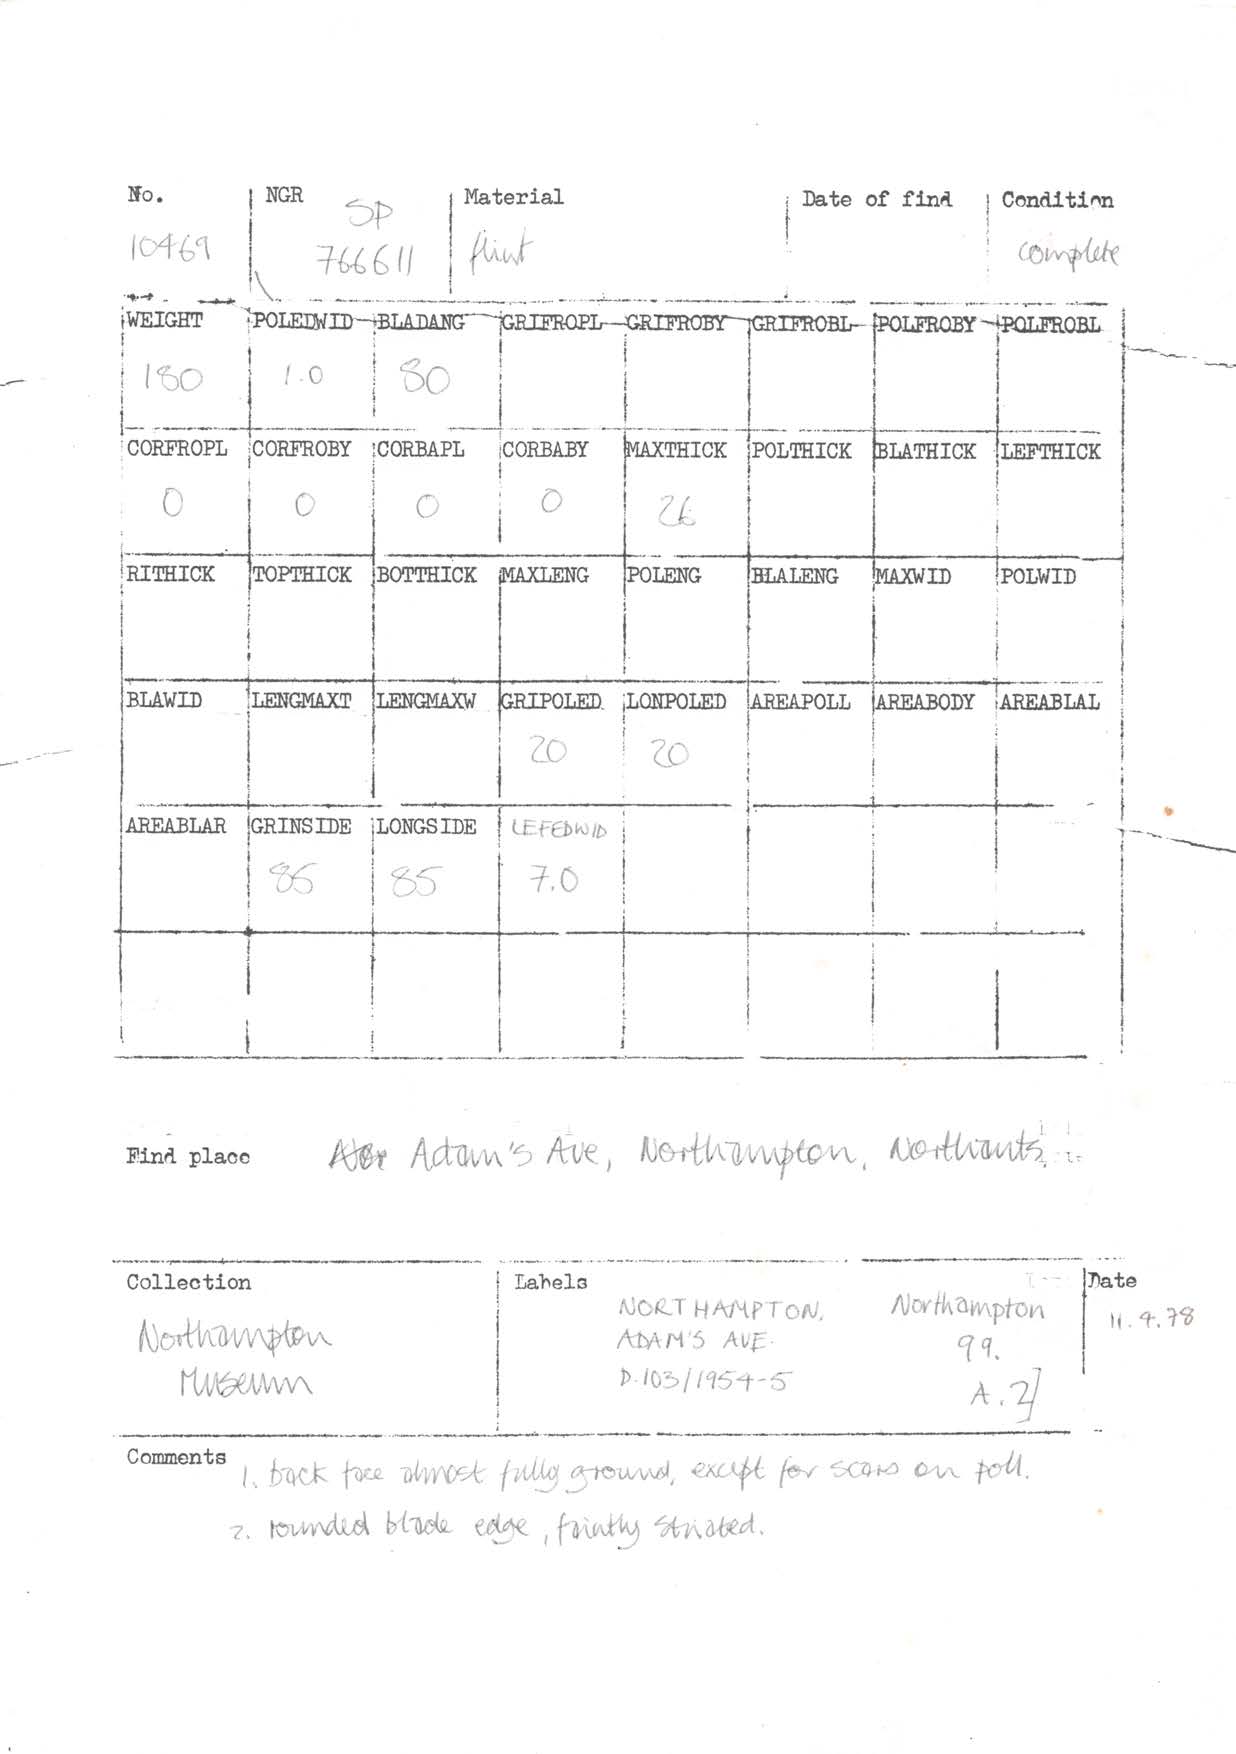 No. NGR Material Date of find Condition
SP
10469 766611 flint complete
WEIGHT POLEDWID BLADANG GRIFROPL GRIFROBY GRIFROBL POLFROBY POLFROBL
180 1.0 80
CORFROPL CORFROBY CORBAPL CORBABY MAXTHICK POLTHICK BLATHICK LEFTHICK
0 0 0 0 26
RITHICK TOPTHICK BOTTHICK MAXLENG POLENG BLALENG MAXWID POLWID
BLAWID LENGMAXT LENGMAXW GRIPOLED LONPOLED AREAPOLL AREABODY AREABLAL
20 20
AREABLAR GRINSIDE LONGSIDE LEFEDWID
85 85 7.0
Find place Adam's Ave, Northampton, Northants.
Collection Labels Date
Northampton
Museum
NORTHAMPTON.
ADAM'S AVE.
D.103/1954-5
Northampton
99.
A.2]
11.4.78
Comments 1. back face almost fully ground, except for scars on poll.
2. rounded blade edge, faintly striated.